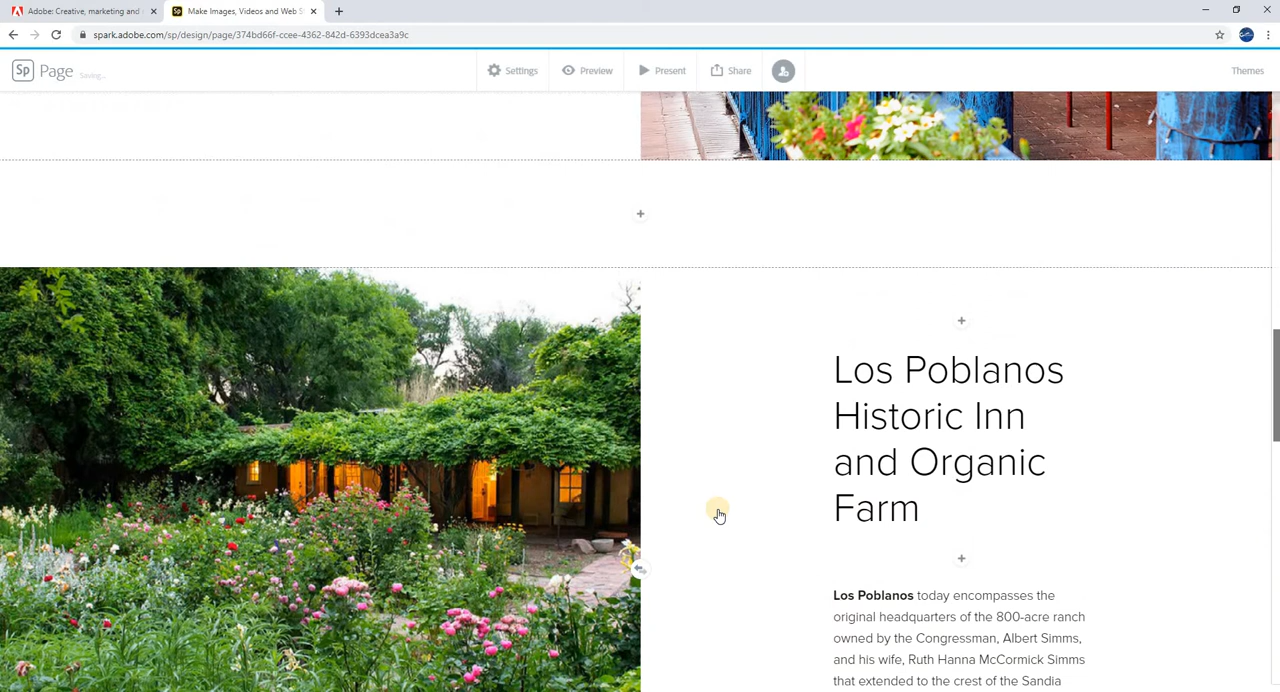 Adobe: Creative, marketing and
Make Images, Videos and Web S
spark.adobe.com/sp/design/page/374bd66f-ccee-4362-842d-6393dcea3a9c
Sp Page Saving... Settings Preview Present Share Themes
Los Poblanos
Historic Inn
and Organic
Farm
Los Poblanos today encompasses the
original headquarters of the 800-acre ranch
owned by the Congressman, Albert Simms,
and his wife, Ruth Hanna McCormick Simms
that extended to the crest of the Sandia